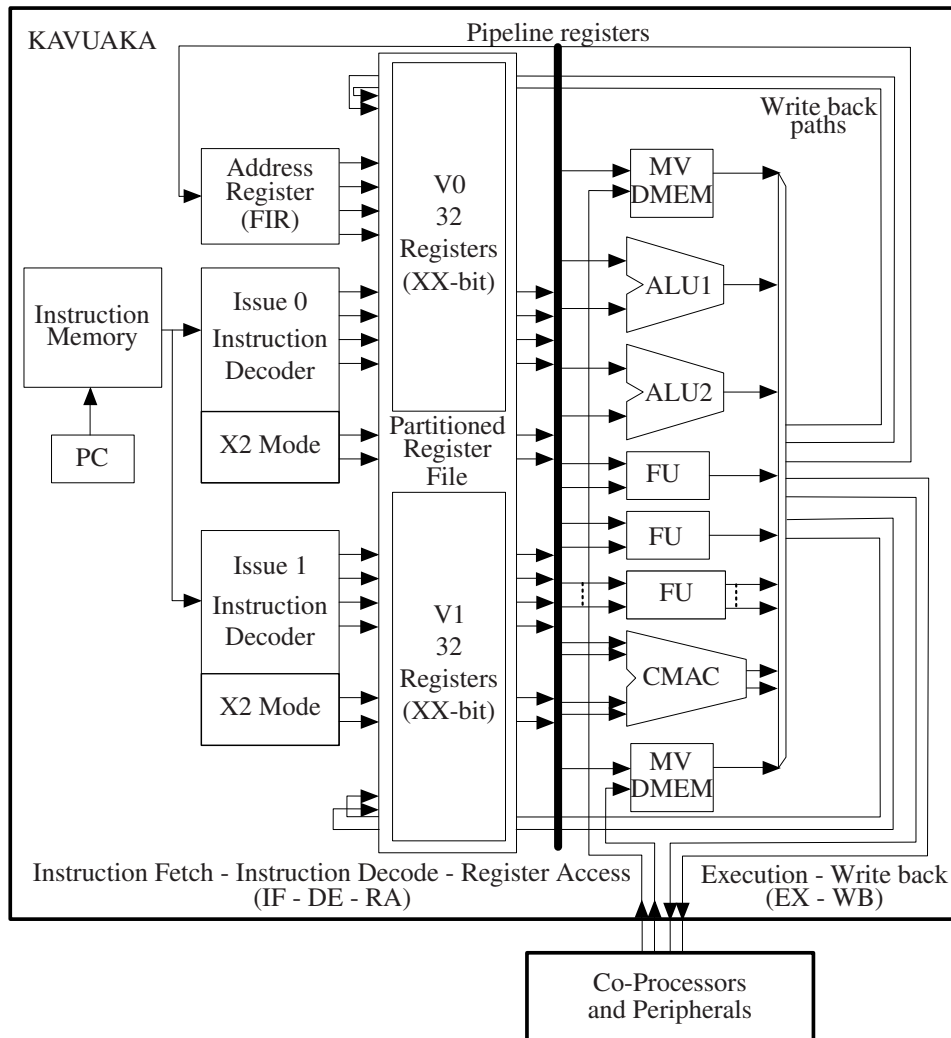 KAVUAKA
Pipeline registers
Write back
paths
Address
Register
(FIR)
V0
32
Registers
(XX-bit)
MV
DMEM
ALU1
Instruction
Memory
Issue 0
Instruction
Decoder
ALU2
X2 Mode
PC
Partitioned
Register
File
FU
FU
Issue 1
Instruction
Decoder
V1
32
Registers
(XX-bit)
FU
X2 Mode
CMAC
MV
DMEM
Instruction Fetch - Instruction Decode - Register Access
(IF - DE - RA)
Execution - Write back
(EX - WB)
Co-Processors
and Peripherals